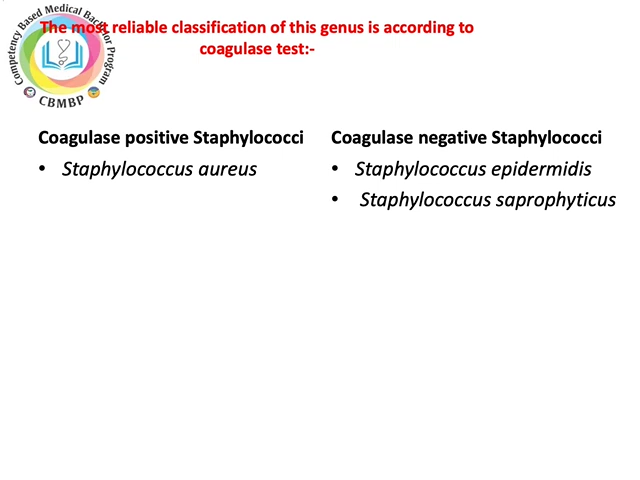 Competency Based Medical Bachelor Program
CBMBP
The most reliable classification of this genus is according to
coagulase test:-
Coagulase positive Staphylococci
• Staphylococcus aureus
Coagulase negative Staphylococci
• Staphylococcus epidermidis
• Staphylococcus saprophyticus